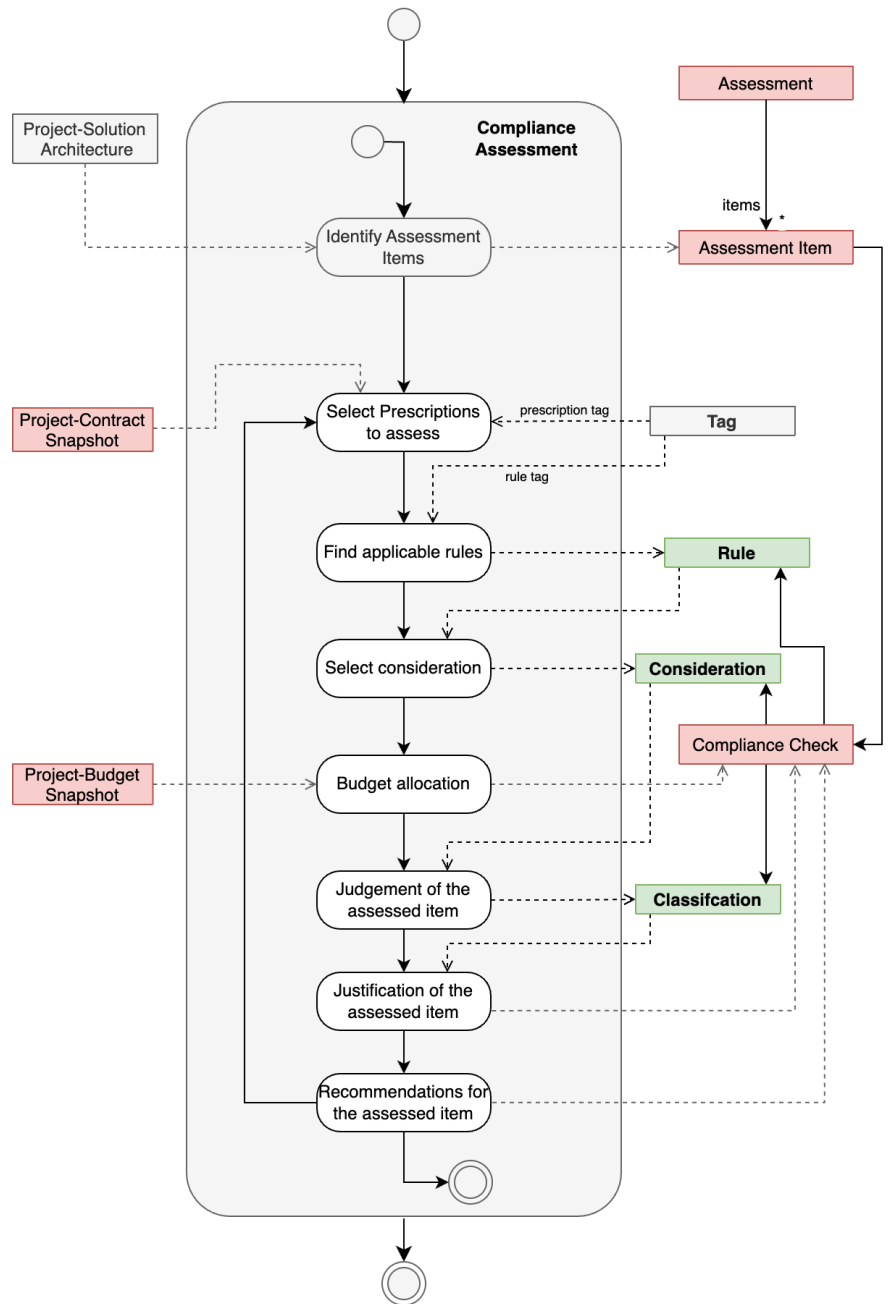 Assessment
Compliance
Assessment
Project-Solution
Architecture
items
*
Identify Assessment
Items
Assessment Item
Project-Contract
Snapshot
Select Prescriptions
to assess
prescription tag
Tag
rule tag
Find applicable rules
Rule
Select consideration
Consideration
Compliance Check
Project-Budget
Snapshot
Budget allocation
Judgement of the
assessed item
Classifcation
Justification of the
assessed item
Recommendations for
the assessed item